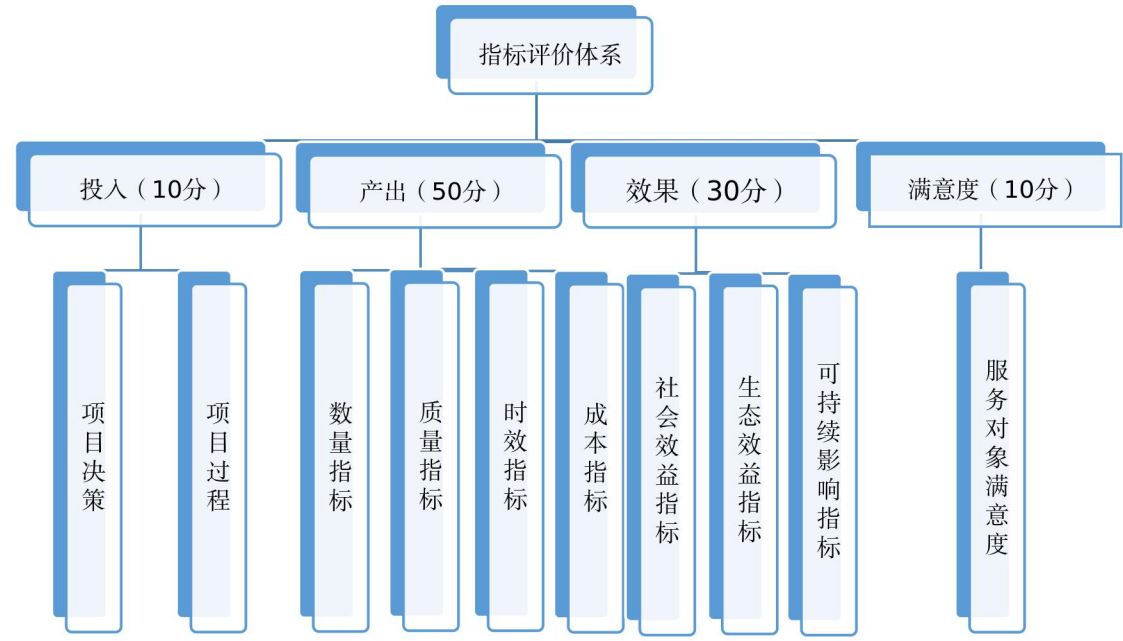 指标评价体系
投入（10分）
产出（50分）
效果（30分）
满意度（10分）
项目决策
项目过程
数量指标
质量指标
时效指标
成本指标
社会效益指标
生态效益指标
可持续影响指标
服务对象满意度